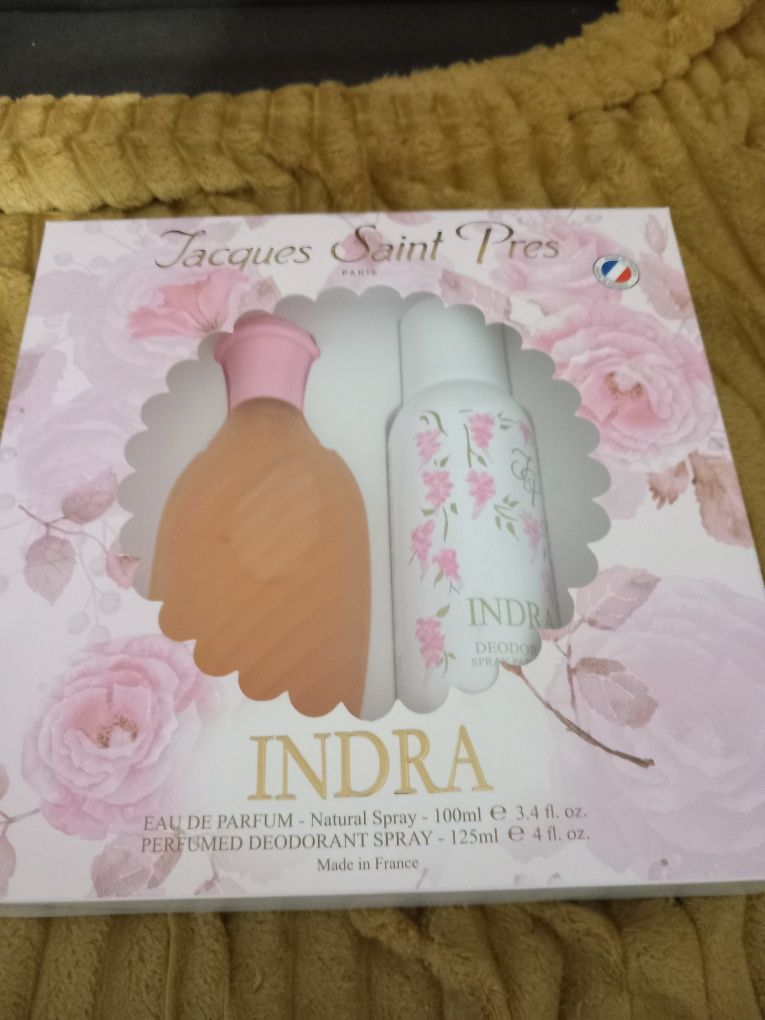 Jacques Saint Pres
PARIS
INDRA
DEODOR
INDRA
EAU DE PARFUM - Natural Spray - 100ml ℮ 3.4 fl. oz.
PERFUMED DEODORANT SPRAY - 125ml ℮ 4 fl. oz.
Made in France